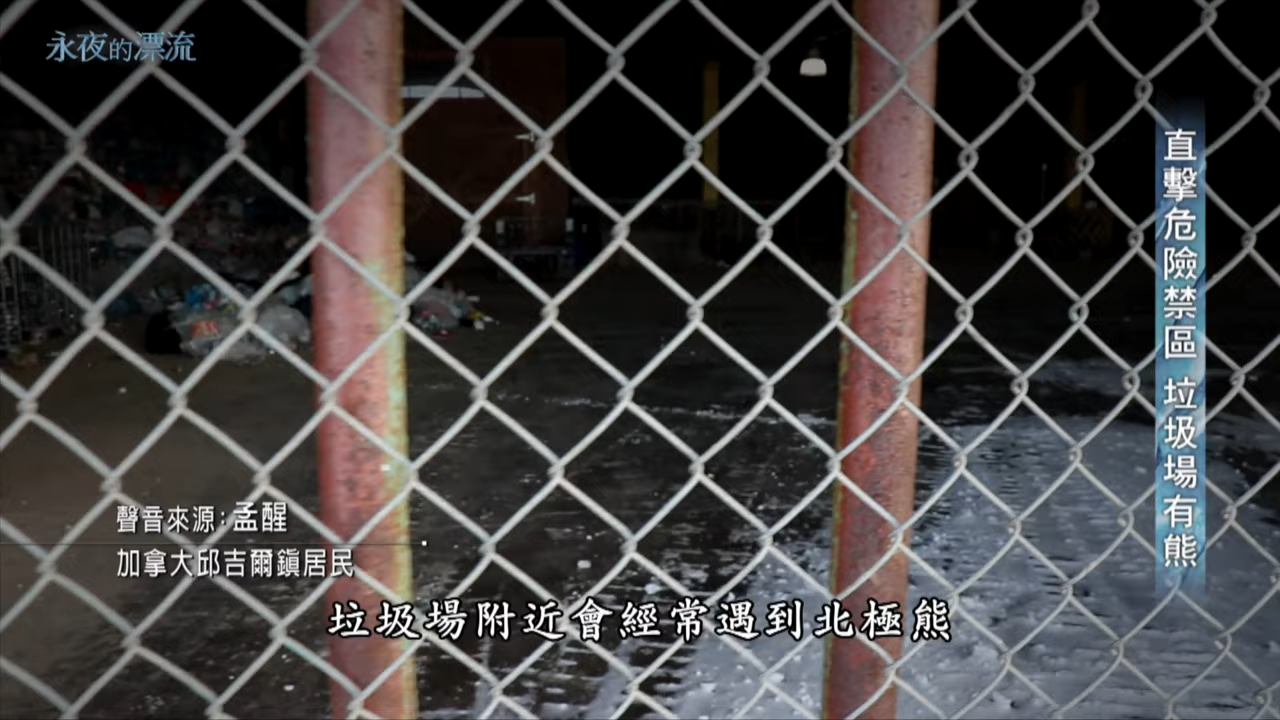 永夜的漂流
直擊危險禁區 垃圾場有熊
聲音來源:孟醒
加拿大邱吉爾鎮居民
垃圾場附近會經常遇到北極熊